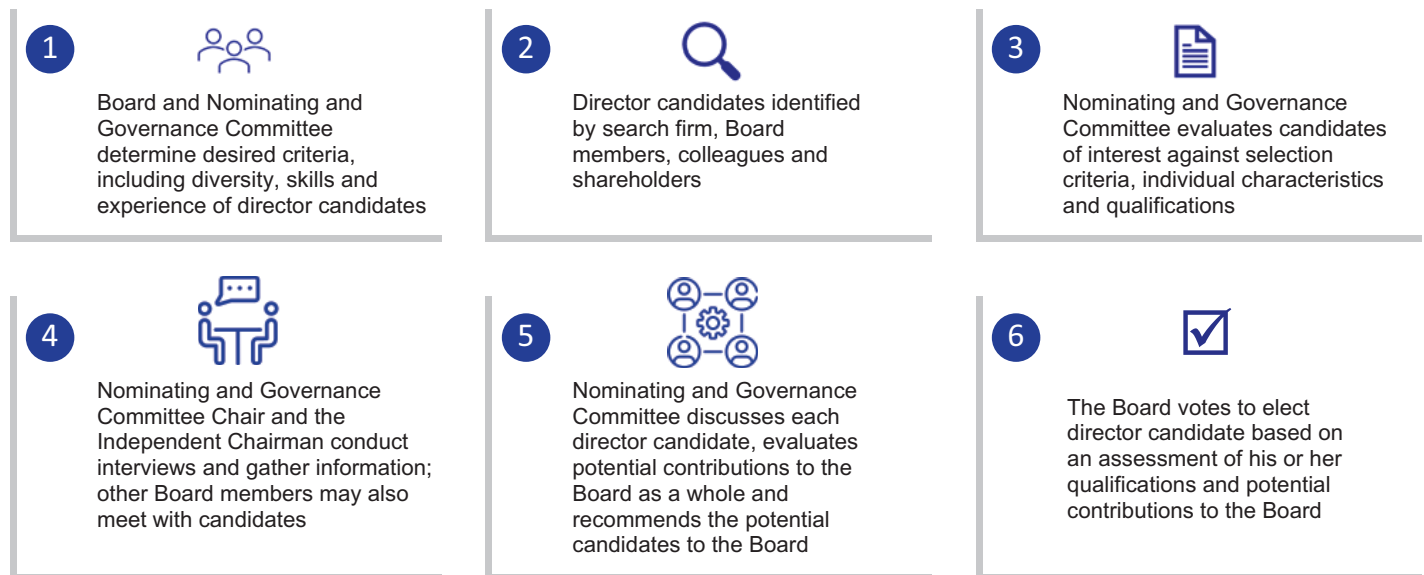 1
Board and Nominating and
Governance Committee
determine desired criteria,
including diversity, skills and
experience of director candidates
2
Director candidates identified
by search firm, Board
members, colleagues and
shareholders
3
Nominating and Governance
Committee evaluates candidates
of interest against selection
criteria, individual characteristics
and qualifications
4
Nominating and Governance
Committee Chair and the
Independent Chairman conduct
interviews and gather information;
other Board members may also
meet with candidates
5
Nominating and Governance
Committee discusses each
director candidate, evaluates
potential contributions to the
Board as a whole and
recommends the potential
candidates to the Board
6
The Board votes to elect
director candidate based on
an assessment of his or her
qualifications and potential
contributions to the Board